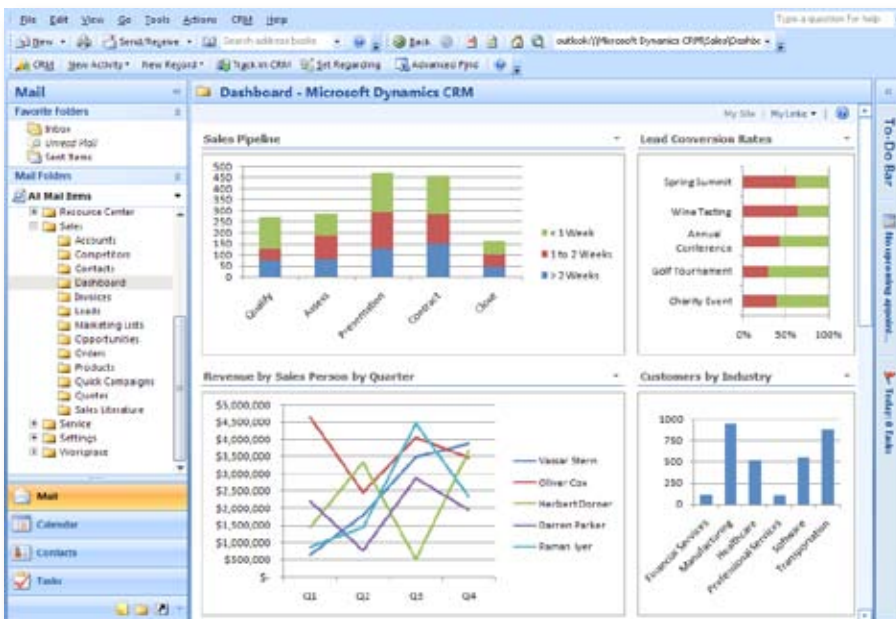 File Edit View Go Tools Actions CRM Help
Type a question for help
New Send/Receive Search address books Back outlook:\\Microsoft Dynamics CRM\Sales\Dashbc
CRM New Activity New Record Track in CRM Set Regarding Advanced Find
Mail
Favorite Folders
Inbox
Unread Mail
Sent Items
Mail Folders
All Mail Items
Resource Center
Sales
Accounts
Competitors
Contacts
Dashboard
Invoices
Leads
Marketing Lists
Opportunities
Orders
Products
Quick Campaigns
Quotes
Sales Literature
Service
Settings
Workplace
Mail
Calendar
Contacts
Tasks
Dashboard - Microsoft Dynamics CRM
My Site | My Links
Sales Pipeline
500
450
400
350
300
250
200
150
100
50
0
Qualify
Assess
Presentation
Contract
Close
< 1 Week
1 to 2 Weeks
> 2 Weeks
Lead Conversion Rates
Spring Summit
Wine Tasting
Annual
Conference
Golf Tournament
Charity Event
0% 50% 100%
Revenue by Sales Person by Quarter
$5,000,000
$4,500,000
$4,000,000
$3,500,000
$3,000,000
$2,500,000
$2,000,000
$1,500,000
$1,000,000
$500,000
$-
Q1 Q2 Q3 Q4
Vassar Stern
Oliver Cox
Herbert Dorner
Darren Parker
Raman Iyer
Customers by Industry
1000
750
500
250
0
Financial Services
Manufacturing
Healthcare
Professional Services
Software
Transportation
To-Do Bar
No upcoming appoint...
Today: 0 Tasks